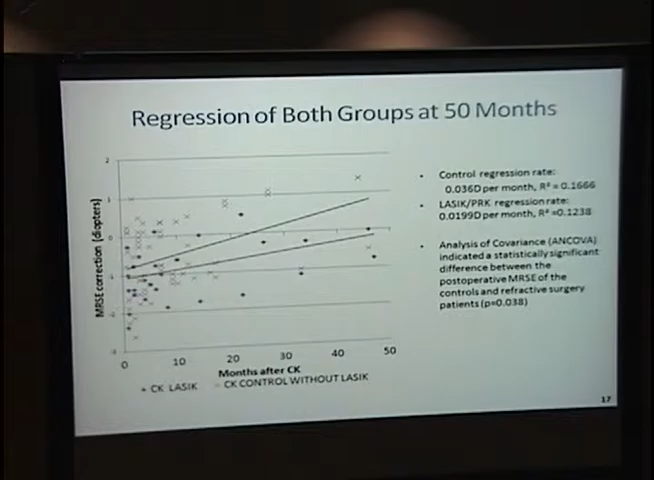 Regression of Both Groups at 50 Months
• Control regression rate:
0.036D per month, R² = 0.1666
• LASIK/PRK regression rate:
0.0199D per month, R² =0.1238
• Analysis of Covariance (ANCOVA)
indicated a statistically significant
difference between the
postoperative MRSE of the
controls and refractive surgery
patients (p=0.038)
MRSE correction (diopters)
2
1
0
0 10 20 30 40 50
Months after CK
CK LASIK CK CONTROL WITHOUT LASIK
17